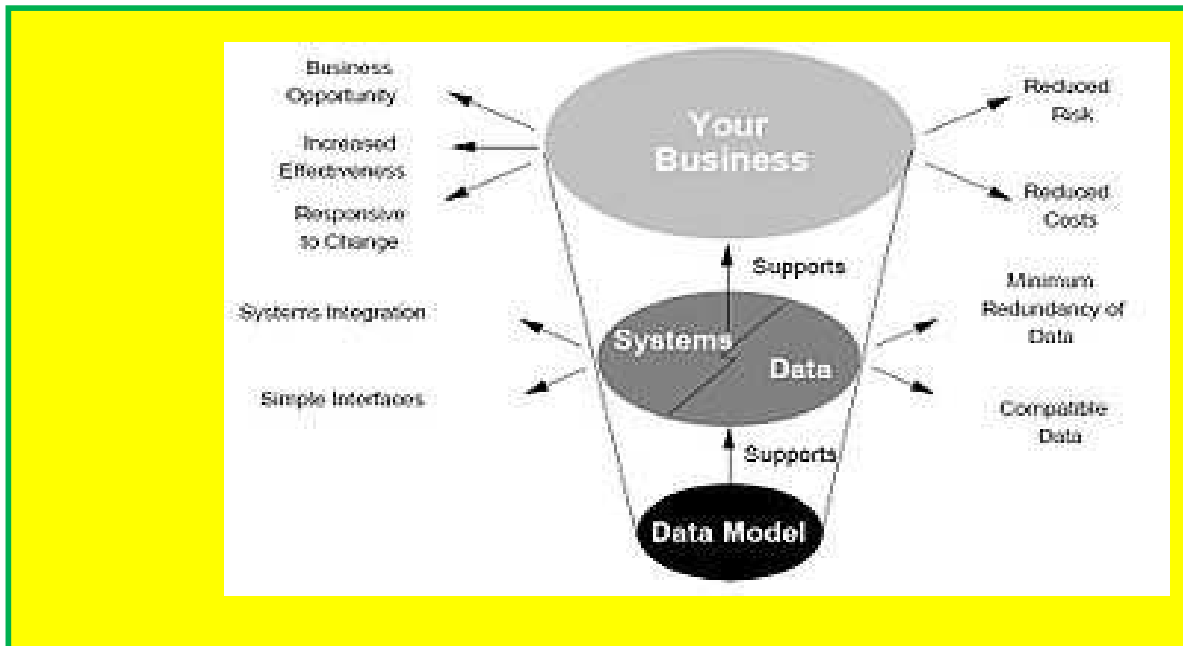 Business
Opportunity
Increased
Effectiveness
Responsive
to Change
Your
Business
Reduced
Risk
Reduced
Costs
Supports
Systems Integration
Simple Interfaces
Systems
Data
Minimum
Redundancy of
Data
Compatible
Data
Supports
Data Model